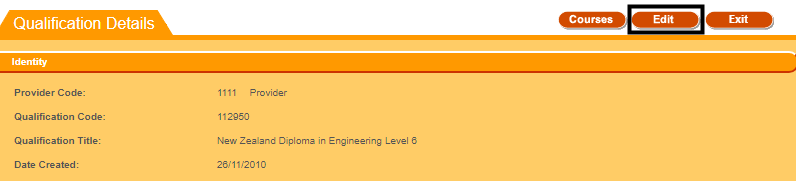 Qualification Details Courses Edit Exit
Identity
Provider Code: 1111 Provider
Qualification Code: 112950
Qualification Title: New Zealand Diploma in Engineering Level 6
Date Created: 26/11/2010